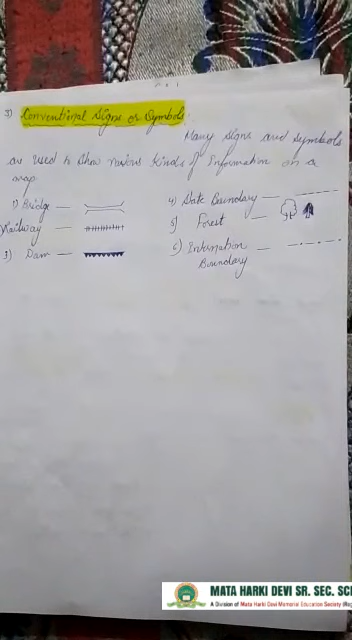 3) Conventional Signs or Symbols.
Many signs and symbols
are used to show various kinds of Information on a
map
1) Bridge —
Railway —
3) Dam —
4) State Boundary —
5) Forest —
6) Internation —
Boundary
MATA HARKI DEVI SR. SEC. SC
A Division of Mata Harki Devi Memorial Education Society (Reg